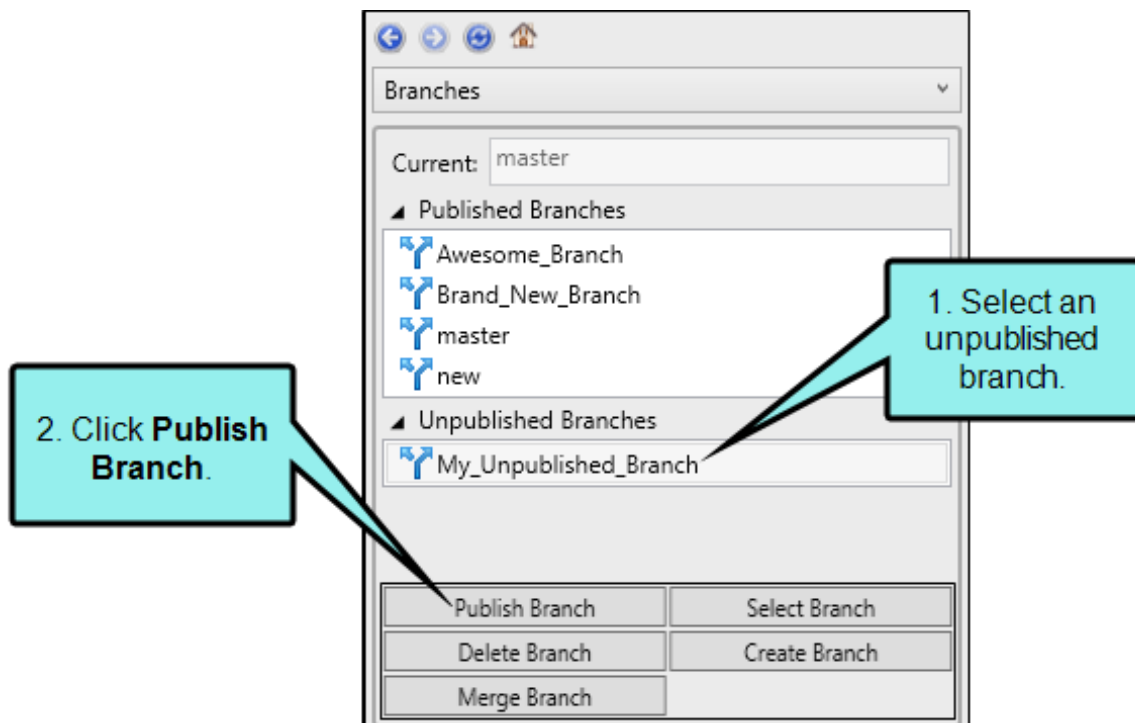 Branches
Current: master
Published Branches
Awesome_Branch
Brand_New_Branch
master
new
1. Select an
unpublished
branch.
Unpublished Branches
My_Unpublished_Branch
2. Click Publish
Branch.
Publish Branch Select Branch
Delete Branch Create Branch
Merge Branch